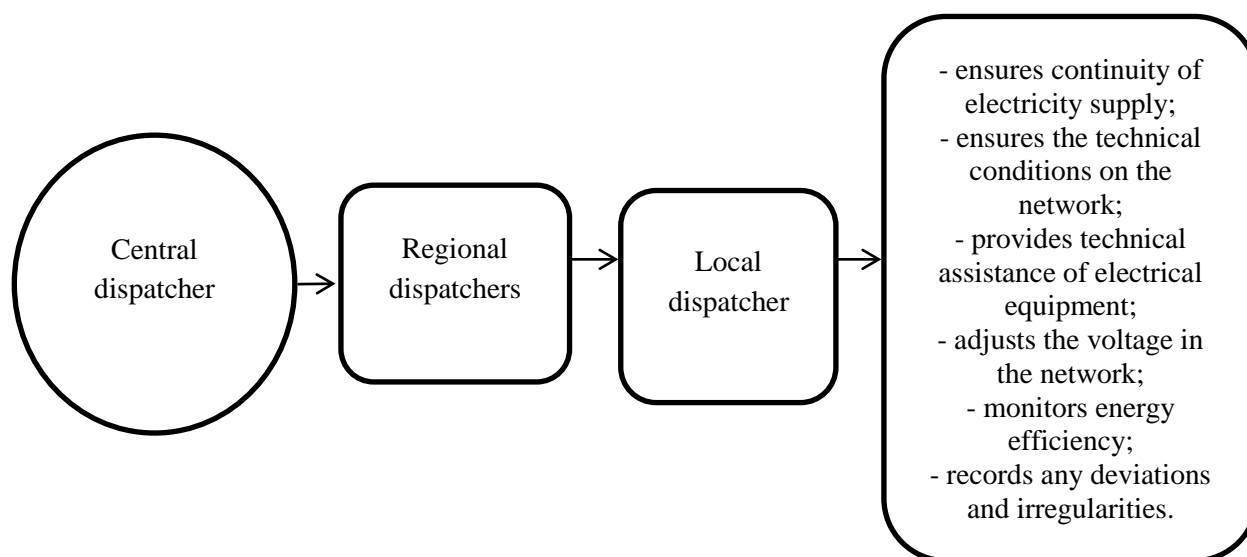 Central
dispatcher
Regional
dispatchers
Local
dispatcher
- ensures continuity of
electricity supply;
- ensures the technical
conditions on the
network;
- provides technical
assistance of electrical
equipment;
- adjusts the voltage in
the network;
- monitors energy
efficiency;
- records any deviations
and irregularities.